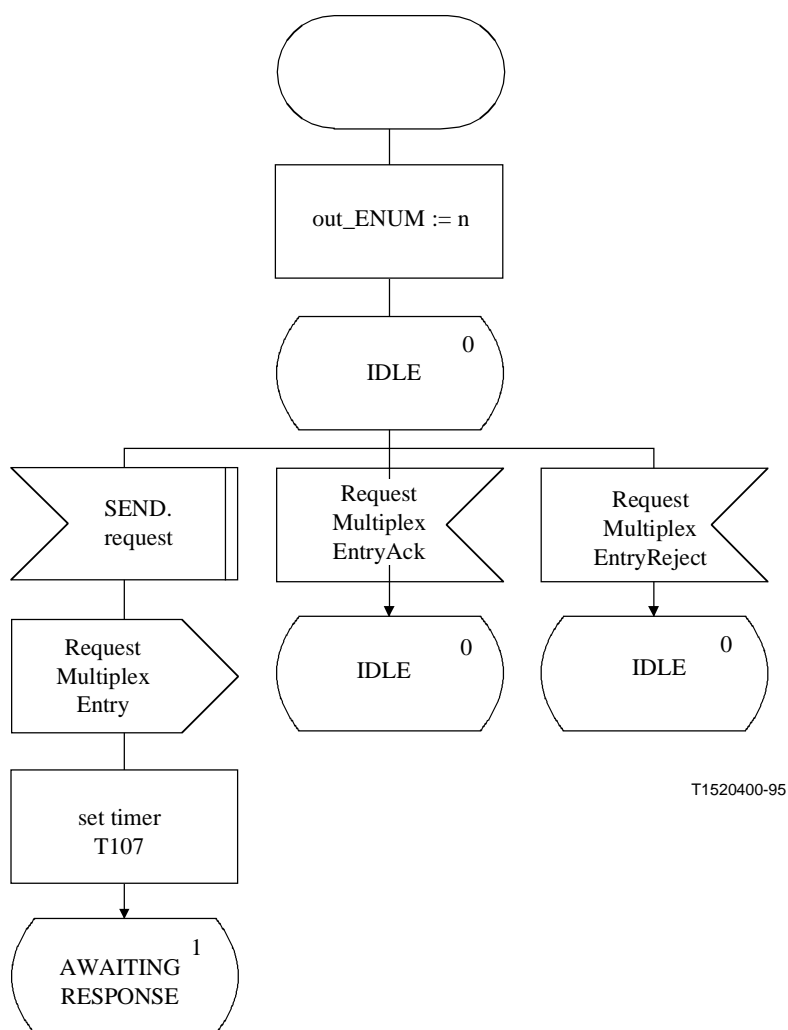 out_ENUM := n
0
IDLE
SEND.
request
Request
Multiplex
EntryAck
Request
Multiplex
EntryReject
Request
Multiplex
Entry
0
IDLE
0
IDLE
set timer
T107
T1520400-95
1
AWAITING
RESPONSE